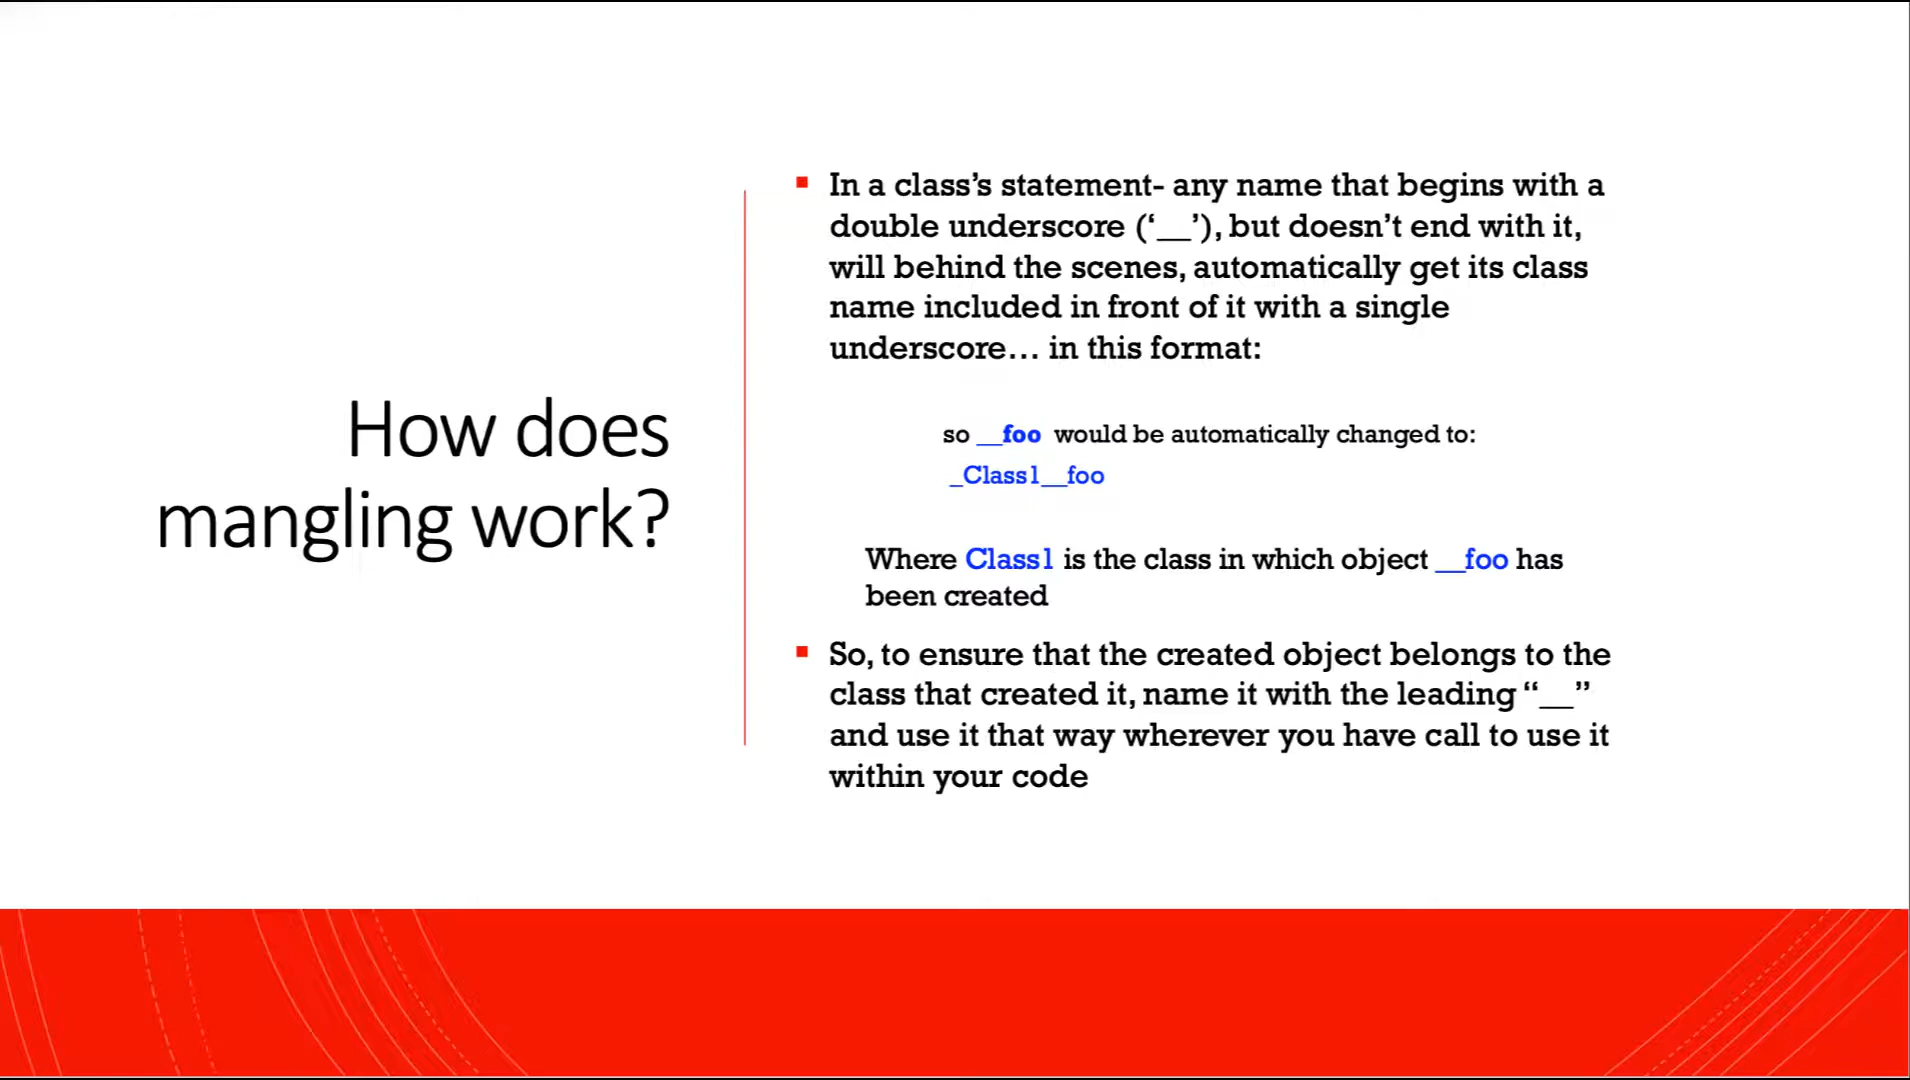 How does
mangling work?
In a class’s statement- any name that begins with a
double underscore (‘__’), but doesn’t end with it,
will behind the scenes, automatically get its class
name included in front of it with a single
underscore… in this format:
so __foo would be automatically changed to:
_Class1__foo
Where Class1 is the class in which object __foo has
been created
So, to ensure that the created object belongs to the
class that created it, name it with the leading “__”
and use it that way wherever you have call to use it
within your code